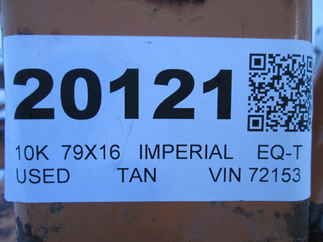 20121
10K 79X16 IMPERIAL EQ-T
USED TAN VIN 72153